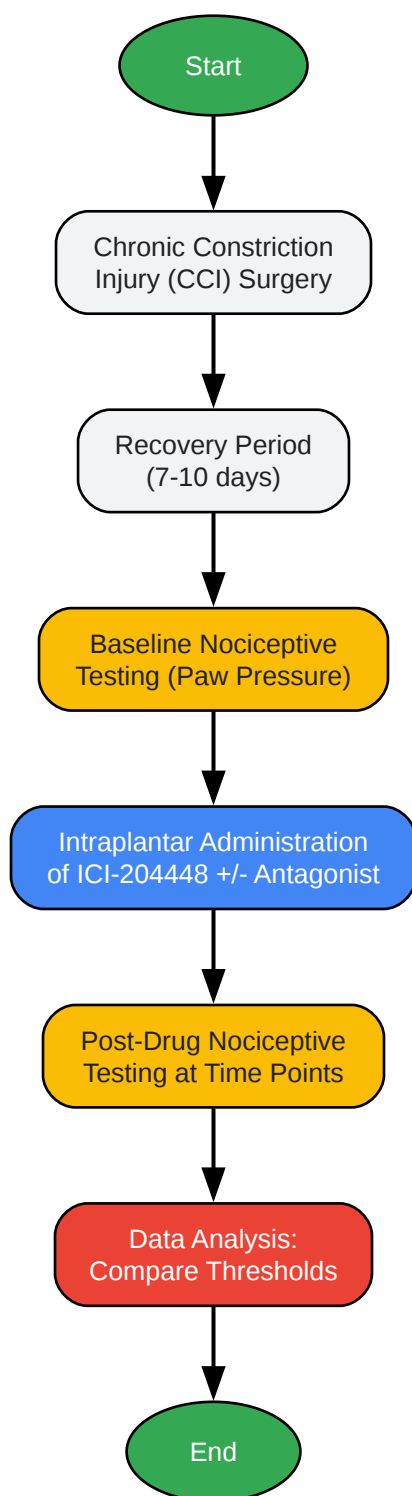 Start
Chronic Constriction
Injury (CCI) Surgery
Recovery Period
(7-10 days)
Baseline Nociceptive
Testing (Paw Pressure)
Intraplantar Administration
of ICI-204448 +/- Antagonist
Post-Drug Nociceptive
Testing at Time Points
Data Analysis:
Compare Thresholds
End